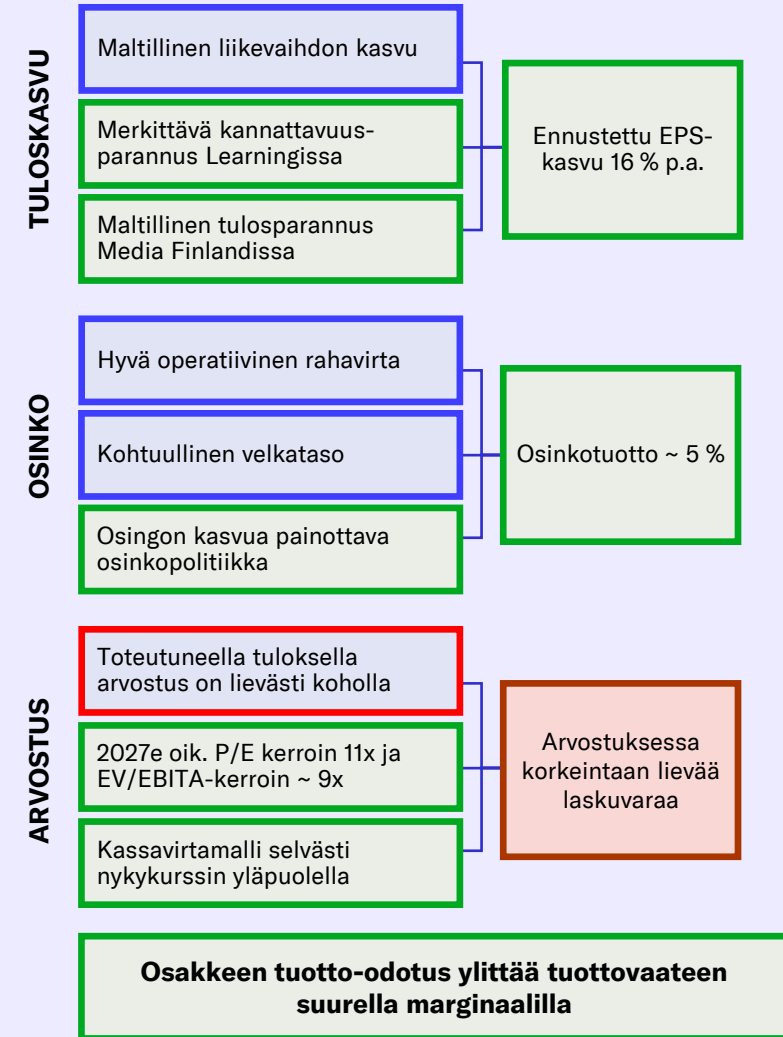 TULOSKASVU
Maltillinen liikevaihdon kasvu
Merkittävä kannattavuus-
parannus Learningissa
Maltillinen tulosparannus
Media Finlandissa
Ennustettu EPS-
kasvu 16 % p.a.
OSINKO
Hyvä operatiivinen rahavirta
Kohtuullinen velkataso
Osingon kasvua painottava
osinkopolitiikka
Osinkotuotto ~ 5 %
ARVOSTUS
Toteutuneella tuloksella
arvostus on lievästi koholla
2027e oik. P/E kerroin 11x ja
EV/EBITA-kerroin ~ 9x
Kassavirtamalli selvästi
nykykurssin yläpuolella
Arvostuksessa
korkeintaan lievää
laskuvaraa
Osakkeen tuotto-odotus ylittää tuottovaateen
suurella marginaalilla